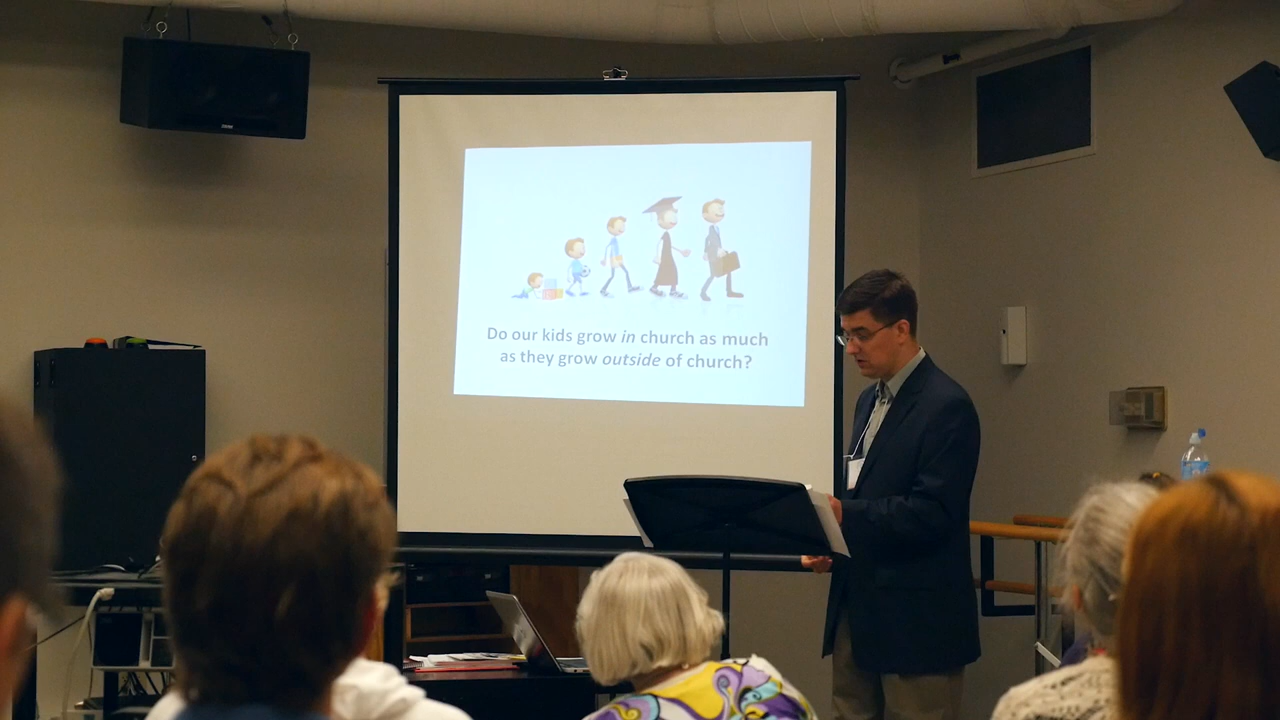 Do our kids grow in church as much
as they grow outside of church?